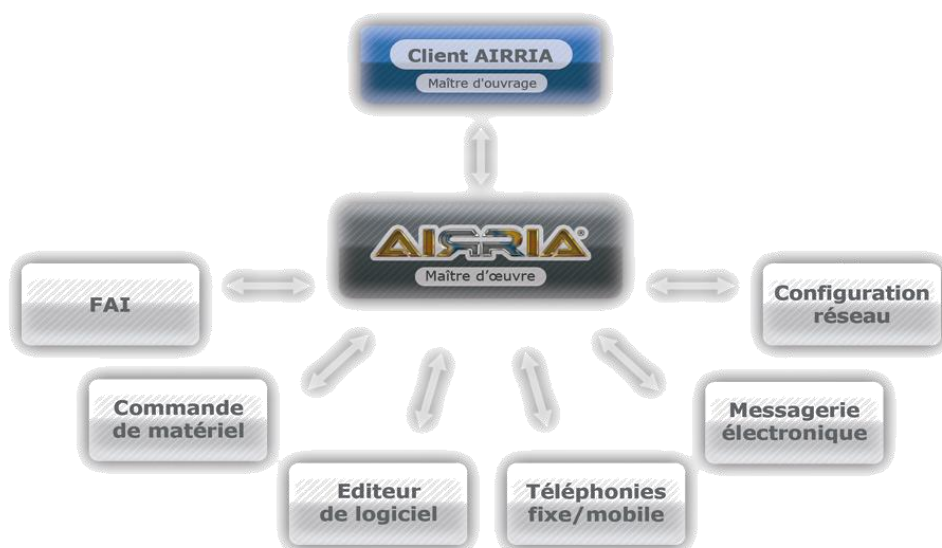 Client AIRRIA
Maître d'ouvrage
AIRRIA®
Maître d'œuvre
FAI
Configuration
réseau
Commande
de matériel
Messagerie
électronique
Editeur
de logiciel
Téléphonies
fixe/mobile